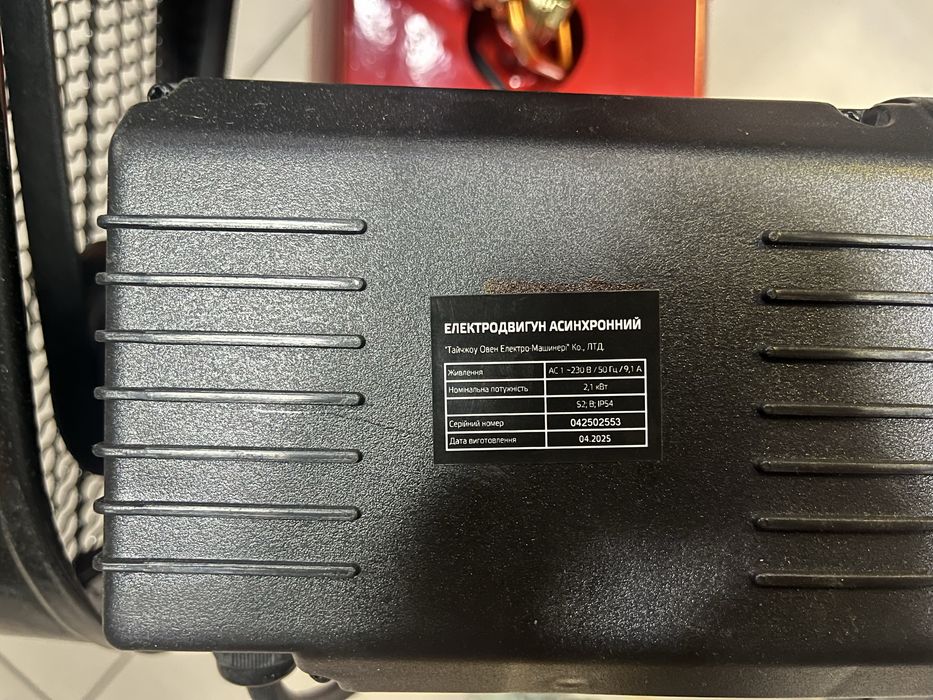 ЕЛЕКТРОДВИГУН АСИНХРОННИЙ
"Тайчжоу Овен Електро-Машинері" Ко., ЛТД.
Живлення АС 1 ~230 В / 50 Гц / 9,1 А
Номінальна потужність 2,1 кВт
S2; B; IP54
Серійний номер 042502553
Дата виготовлення 04.2025